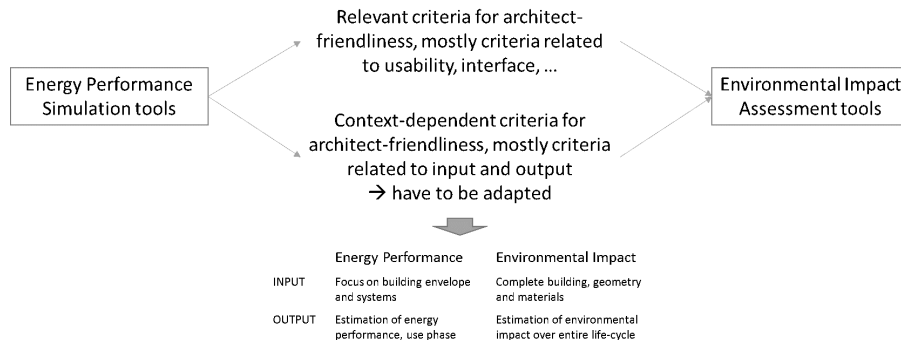 Relevant criteria for architect-
friendliness, mostly criteria related
to usability, interface, ...
Energy Performance
Simulation tools
Environmental Impact
Assessment tools
Context-dependent criteria for
architect-friendliness, mostly criteria
related to input and output
→ have to be adapted
Energy Performance Environmental Impact
INPUT Focus on building envelope Complete building, geometry
and systems and materials
OUTPUT Estimation of energy Estimation of environmental
performance, use phase impact over entire life-cycle